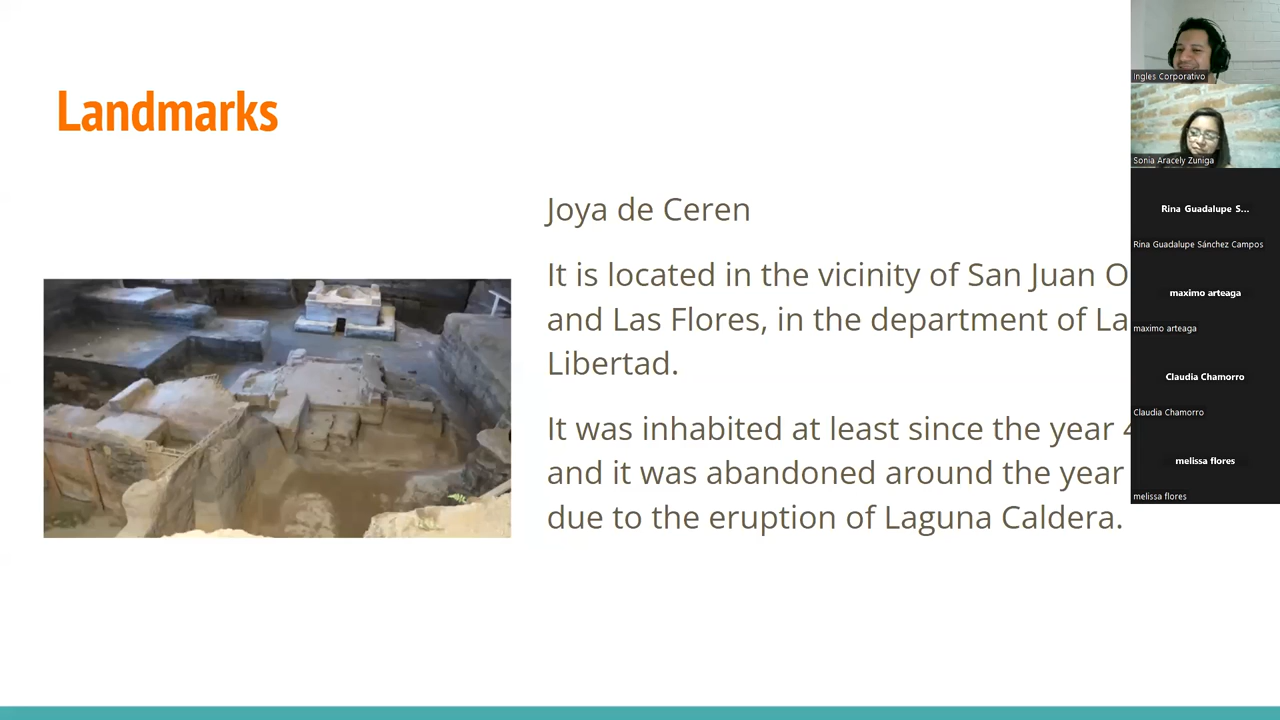 Landmarks
Joya de Ceren
It is located in the vicinity of San Juan O
and Las Flores, in the department of La
Libertad.
It was inhabited at least since the year
and it was abandoned around the year
due to the eruption of Laguna Caldera.
Ingles Corporativo
Sonia Aracely Zuniga
Rina Guadalupe S...
Rina Guadalupe Sánchez Campos
maximo arteaga
maximo arteaga
Claudia Chamorro
Claudia Chamorro
melissa flores
melissa flores